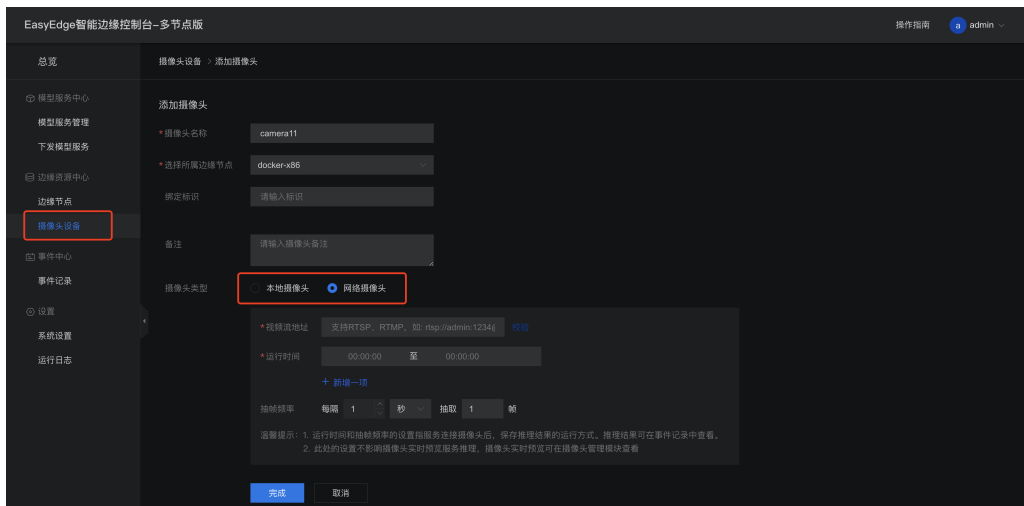 EasyEdge智能边缘控制台-多节点版
操作指南
a admin
总览
摄像头设备 > 添加摄像头
模型服务中心
模型服务管理
下发模型服务
边缘资源中心
边缘节点
摄像头设备
事件中心
事件记录
设置
系统设置
运行日志
添加摄像头
*摄像头名称 camera11
*选择所属边缘节点 docker-x86
绑定标识 请输入标识
备注 请输入摄像头备注
摄像头类型 本地摄像头 网络摄像头
*视频流地址 支持RTSP、RTMP,如: rtsp://admin:1234 校验
*运行时间 00:00:00 至 00:00:00
+ 新增一项
抽帧频率 每隔 1 秒 抽取 1 帧
温馨提示:1. 运行时间和抽帧频率的设置指服务连接摄像头后,保存推理结果的运行方式。推理结果可在事件记录中查看。
2. 此处的设置不影响摄像头实时预览服务推理,摄像头实时预览可在摄像头管理模块查看
完成 取消